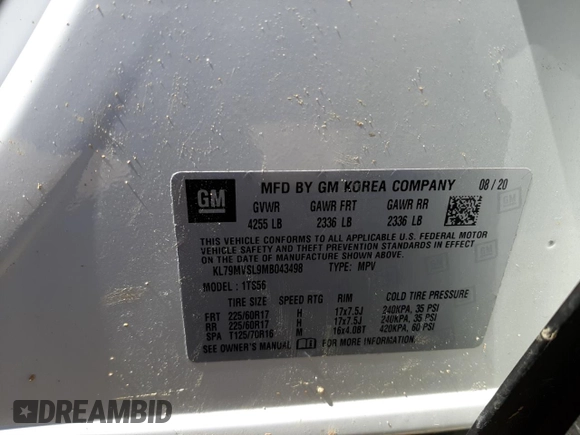 GM
MFD BY GM KOREA COMPANY 08 / 20
GVWR GAWR FRT GAWR RR
4255 LB 2336 LB 2336 LB
THIS VEHICLE CONFORMS TO ALL APPLICABLE U.S. FEDERAL MOTOR
VEHICLE SAFETY AND THEFT PREVENTION STANDARDS IN EFFECT
ON THE DATE OF MANUFACTURE SHOWN ABOVE.
KL79MVSL9MB043498 TYPE: MPV
MODEL : 1TS56
TIRE SIZE SPEED RTG RIM COLD TIRE PRESSURE
FRT 225/60R17 H 17x7.5J 240KPA, 35 PSI
RR 225/60R17 H 17x7.5J 240KPA, 35 PSI
SPA T125/70R16 M 16x4.0BT 420KPA, 60 PSI
SEE OWNER'S MANUAL FOR MORE INFORMATION
DREAMBID